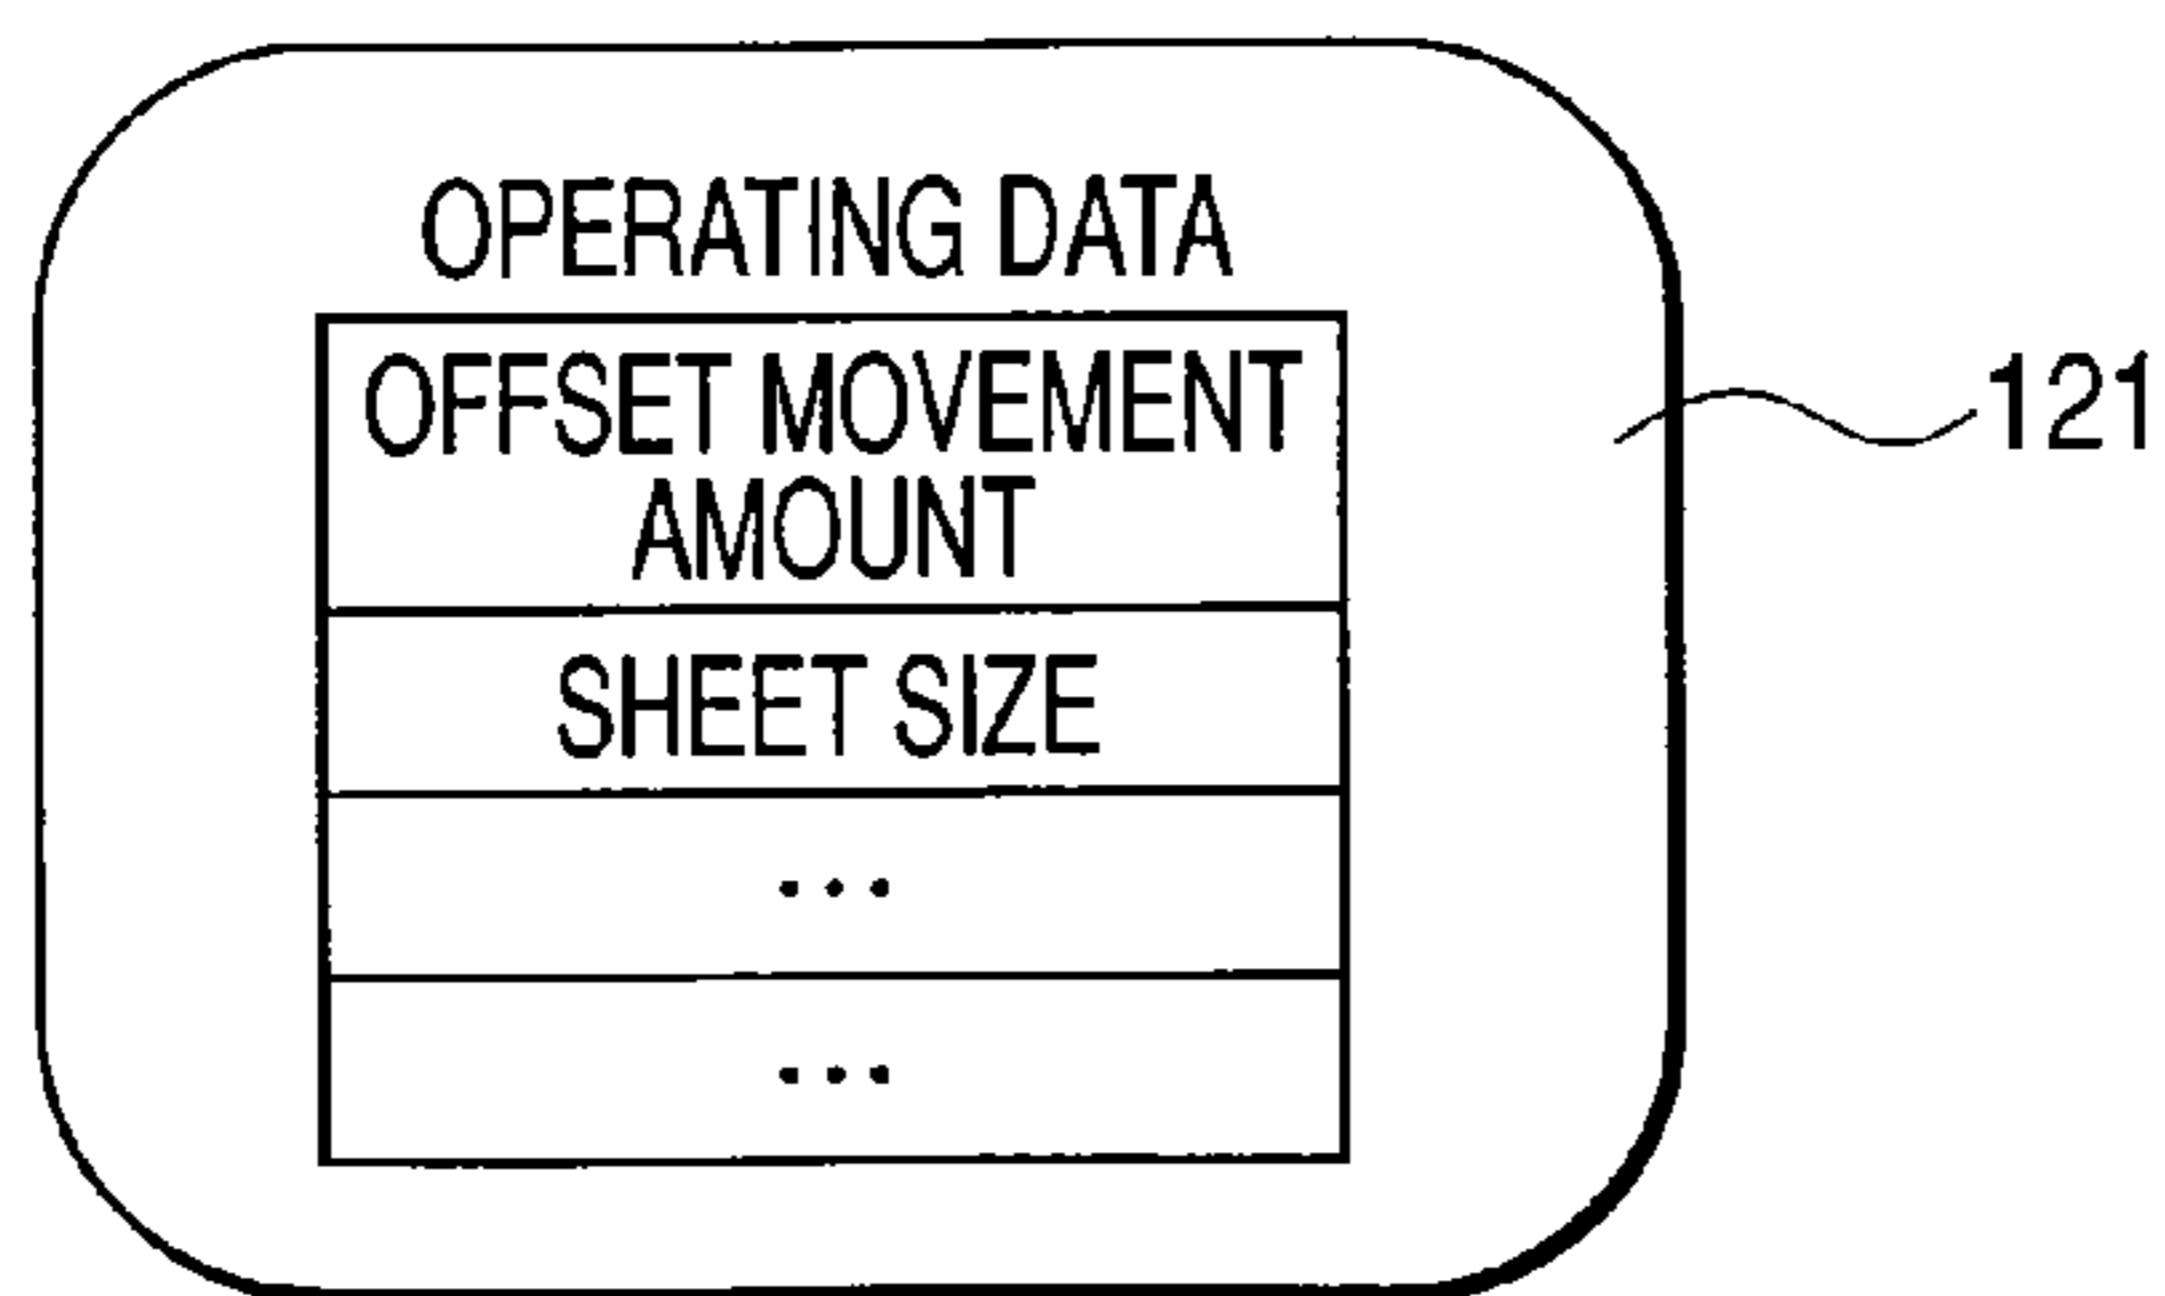 OPERATING DATA
OFFSET MOVEMENT
AMOUNT
121
SHEET SIZE
...
...